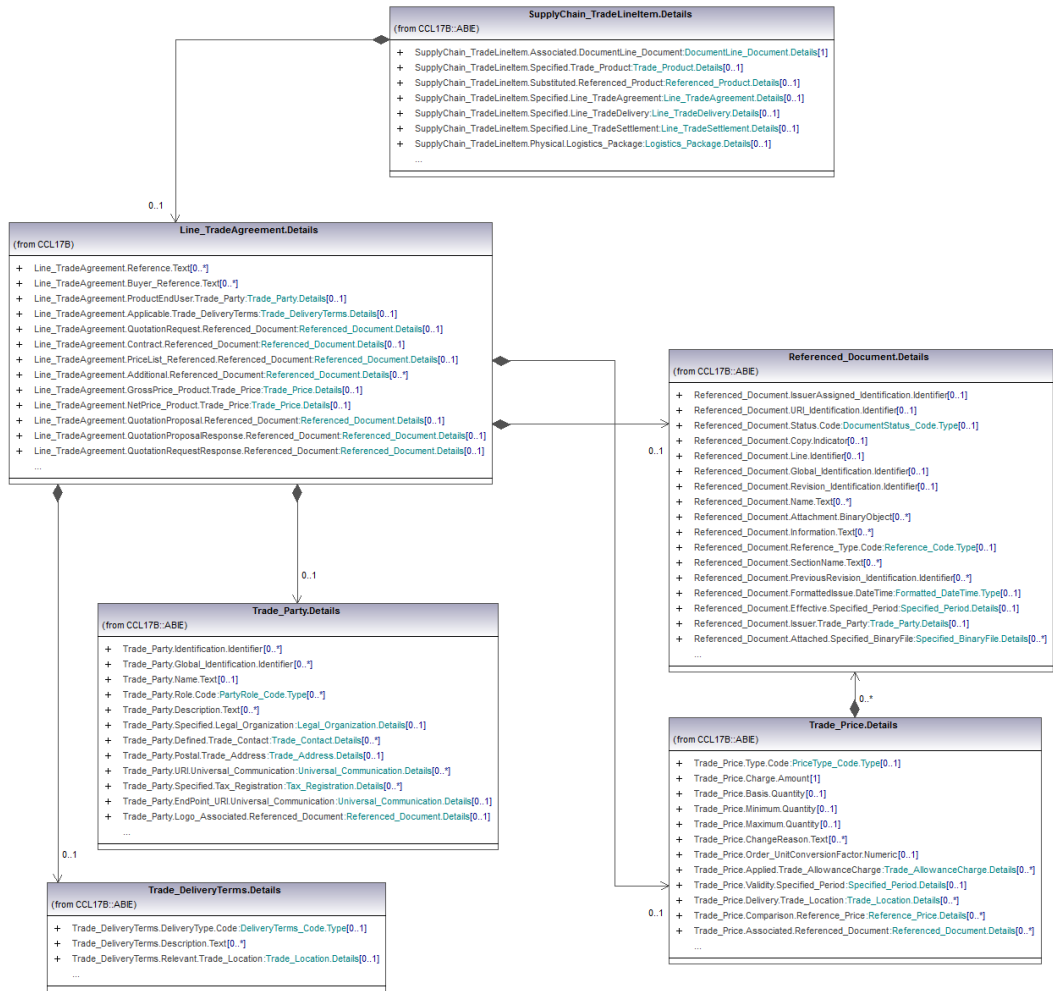 SupplyChain_TradeLineItem.Details
(from CCL17B::ABIE)
+ SupplyChain_TradeLineItem.Associated.DocumentLine_Document:DocumentLine_Document.Details[1]
+ SupplyChain_TradeLineItem.Specified.Trade_Product:Trade_Product.Details[0..1]
+ SupplyChain_TradeLineItem.Substituted.Referenced_Product:Referenced_Product.Details[0..1]
+ SupplyChain_TradeLineItem.Specified.Line_TradeAgreement:Line_TradeAgreement.Details[0..1]
+ SupplyChain_TradeLineItem.Specified.Line_TradeDelivery:Line_TradeDelivery.Details[0..1]
+ SupplyChain_TradeLineItem.Specified.Line_TradeSettlement:Line_TradeSettlement.Details[0..1]
+ SupplyChain_TradeLineItem.Physical.Logistics_Package:Logistics_Package.Details[0..1]
...
0..1
Line_TradeAgreement.Details
(from CCL17B)
+ Line_TradeAgreement.Reference.Text[0..*]
+ Line_TradeAgreement.Buyer_Reference.Text[0..*]
+ Line_TradeAgreement.ProductEndUser.Trade_Party:Trade_Party.Details[0..1]
+ Line_TradeAgreement.Applicable.Trade_DeliveryTerms:Trade_DeliveryTerms.Details[0..1]
+ Line_TradeAgreement.QuotationRequest.Referenced_Document:Referenced_Document.Details[0..1]
+ Line_TradeAgreement.Contract.Referenced_Document:Referenced_Document.Details[0..1]
+ Line_TradeAgreement.PriceList_Referenced.Referenced_Document:Referenced_Document.Details[0..1]
+ Line_TradeAgreement.Additional.Referenced_Document:Referenced_Document.Details[0..*]
+ Line_TradeAgreement.GrossPrice_Product.Trade_Price:Trade_Price.Details[0..1]
+ Line_TradeAgreement.NetPrice_Product.Trade_Price:Trade_Price.Details[0..1]
+ Line_TradeAgreement.QuotationProposal.Referenced_Document:Referenced_Document.Details[0..1]
+ Line_TradeAgreement.QuotationProposalResponse.Referenced_Document:Referenced_Document.Details[0..1]
+ Line_TradeAgreement.QuotationRequestResponse.Referenced_Document:Referenced_Document.Details[0..1]
...
Referenced_Document.Details
(from CCL17B::ABIE)
+ Referenced_Document.IssuerAssigned_Identification.Identifier[0..1]
+ Referenced_Document.URI_Identification.Identifier[0..1]
+ Referenced_Document.Status.Code:DocumentStatus_Code.Type[0..1]
+ Referenced_Document.Copy.Indicator[0..1]
+ Referenced_Document.Line.Identifier[0..1]
+ Referenced_Document.Global_Identification.Identifier[0..1]
+ Referenced_Document.Revision_Identification.Identifier[0..1]
+ Referenced_Document.Name.Text[0..*]
+ Referenced_Document.Attachment.BinaryObject[0..*]
+ Referenced_Document.Information.Text[0..*]
+ Referenced_Document.Reference_Type.Code:Reference_Code.Type[0..1]
+ Referenced_Document.SectionName.Text[0..*]
+ Referenced_Document.PreviousRevision_Identification.Identifier[0..*]
+ Referenced_Document.FormattedIssue.DateTime:Formatted_DateTime.Type[0..1]
+ Referenced_Document.Effective.Specified_Period:Specified_Period.Details[0..1]
+ Referenced_Document.Issuer.Trade_Party:Trade_Party.Details[0..1]
+ Referenced_Document.Attached.Specified_BinaryFile:Specified_BinaryFile.Details[0..*]
...
0..1
0..1
Trade_Party.Details
(from CCL17B::ABIE)
+ Trade_Party.Identification.Identifier[0..*]
+ Trade_Party.Global_Identification.Identifier[0..*]
+ Trade_Party.Name.Text[0..1]
+ Trade_Party.Role.Code:PartyRole_Code.Type[0..*]
+ Trade_Party.Description.Text[0..*]
+ Trade_Party.Specified.Legal_Organization:Legal_Organization.Details[0..1]
+ Trade_Party.Defined.Trade_Contact:Trade_Contact.Details[0..*]
+ Trade_Party.Postal.Trade_Address:Trade_Address.Details[0..1]
+ Trade_Party.URI.Universal_Communication:Universal_Communication.Details[0..*]
+ Trade_Party.Specified.Tax_Registration:Tax_Registration.Details[0..*]
+ Trade_Party.EndPoint_URI.Universal_Communication:Universal_Communication.Details[0..1]
+ Trade_Party.Logo_Associated.Referenced_Document:Referenced_Document.Details[0..1]
...
0..*
Trade_Price.Details
(from CCL17B::ABIE)
+ Trade_Price.Type.Code:PriceType_Code.Type[0..1]
+ Trade_Price.Charge.Amount[1]
+ Trade_Price.Basis.Quantity[0..1]
+ Trade_Price.Minimum.Quantity[0..1]
+ Trade_Price.Maximum.Quantity[0..1]
+ Trade_Price.ChangeReason.Text[0..*]
+ Trade_Price.Order_UnitConversionFactor.Numeric[0..1]
+ Trade_Price.Applied.Trade_AllowanceCharge:Trade_AllowanceCharge.Details[0..*]
+ Trade_Price.Validity.Specified_Period:Specified_Period.Details[0..1]
+ Trade_Price.Delivery.Trade_Location:Trade_Location.Details[0..*]
+ Trade_Price.Comparison.Reference_Price:Reference_Price.Details[0..*]
+ Trade_Price.Associated.Referenced_Document:Referenced_Document.Details[0..*]
...
0..1
0..1
Trade_DeliveryTerms.Details
(from CCL17B::ABIE)
+ Trade_DeliveryTerms.DeliveryType.Code:DeliveryTerms_Code.Type[0..1]
+ Trade_DeliveryTerms.Description.Text[0..*]
+ Trade_DeliveryTerms.Relevant.Trade_Location:Trade_Location.Details[0..1]
...